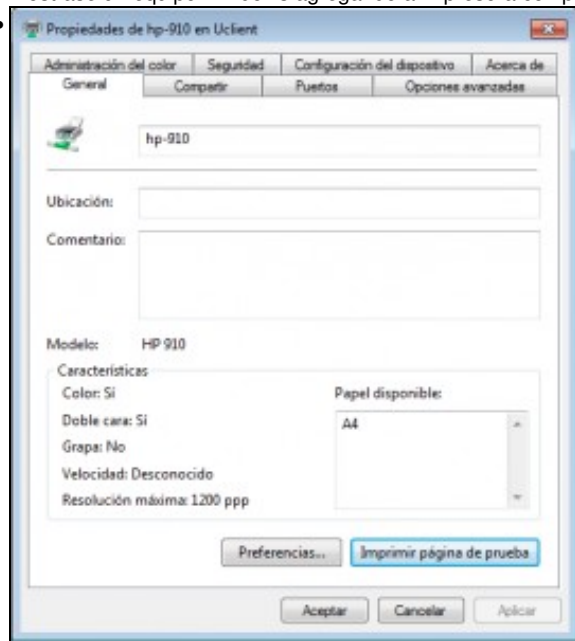 Propiedades de hp-910 en Uclient
Administración del color Seguridad Configuración del dispositivo Acerca de
General Compartir Puertos Opciones avanzadas
hp-910
Ubicación:
Comentario:
Modelo: HP 910
Características
Color: Sí
Papel disponible:
Doble cara: Sí
A4
Grapa: No
Velocidad: Desconocido
Resolución máxima: 1200 ppp
Preferencias... Imprimir página de prueba
Aceptar Cancelar Aplicar